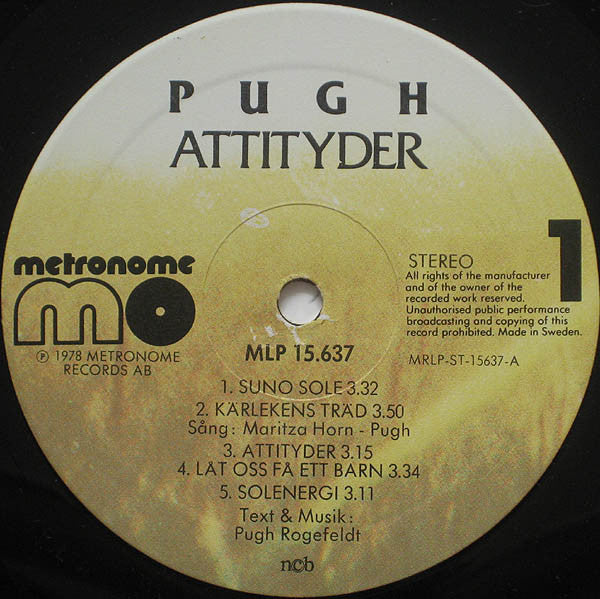 PUGH
ATTITYDER
metronome
mo
℗ 1978 METRONOME
RECORDS AB
STEREO
1
All rights of the manufacturer
and of the owner of the
recorded work reserved.
Unauthorised public performance
broadcasting and copying of this
record prohibited. Made in Sweden.
MLP 15.637
MRLP-ST-15637-A
1. SUNO SOLE 3.32
2. KÄRLEKENS TRÄD 3.50
Sång: Maritza Horn - Pugh
3. ATTITYDER 3.15
4. LÅT OSS FÅ ETT BARN 3.34
5. SOLENERGI 3.11
Text & Musik:
Pugh Rogefeldt
ncb